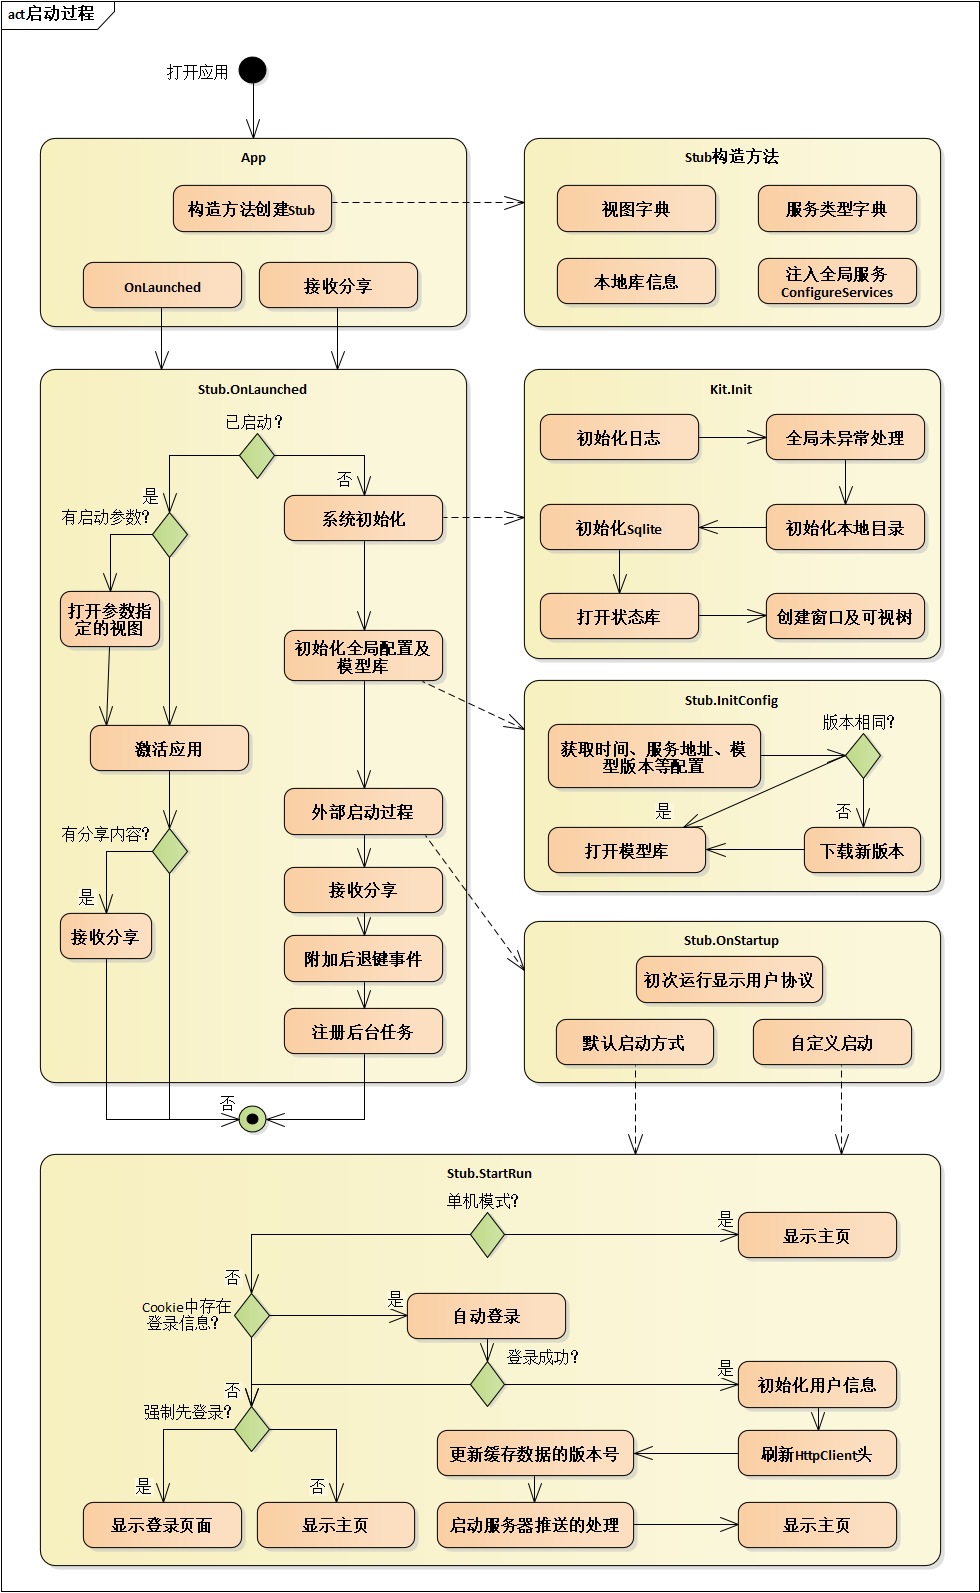 act启动过程
打开应用
App
构造方法创建Stub
OnLaunched
接收分享
Stub构造方法
视图字典
服务类型字典
本地库信息
注入全局服务
ConfigureServices
Stub.OnLaunched
已启动?
是
否
有启动参数?
系统初始化
打开参数指
定的视图
初始化全局配置及
模型库
激活应用
外部启动过程
有分享内容?
是
接收分享
接收分享
附加后退键事件
注册后台任务
否
Kit.Init
初始化日志
全局未异常处理
初始化Sqlite
初始化本地目录
打开状态库
创建窗口及可视树
Stub.InitConfig
版本相同?
获取时间、服务地址、模
型版本等配置
是
否
打开模型库
下载新版本
Stub.OnStartup
初次运行显示用户协议
默认启动方式
自定义启动
Stub.StartRun
单机模式?
是
显示主页
否
Cookie中存在
登录信息?
是
自动登录
登录成功?
是
初始化用户信息
否
强制先登录?
更新缓存数据的版本号
刷新HttpClient头
是
否
显示登录页面
显示主页
启动服务器推送的处理
显示主页